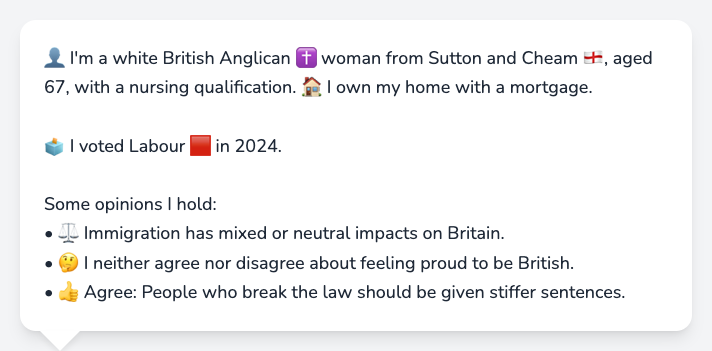 👤 I'm a white British Anglican ✝️ woman from Sutton and Cheam 🏴󠁧󠁢󠁥󠁮󠁧󠁿, aged
67, with a nursing qualification. 🏠 I own my home with a mortgage.
🗳️ I voted Labour 🟥 in 2024.
Some opinions I hold:
• ⚖️ Immigration has mixed or neutral impacts on Britain.
• 🤔 I neither agree nor disagree about feeling proud to be British.
• 👍 Agree: People who break the law should be given stiffer sentences.